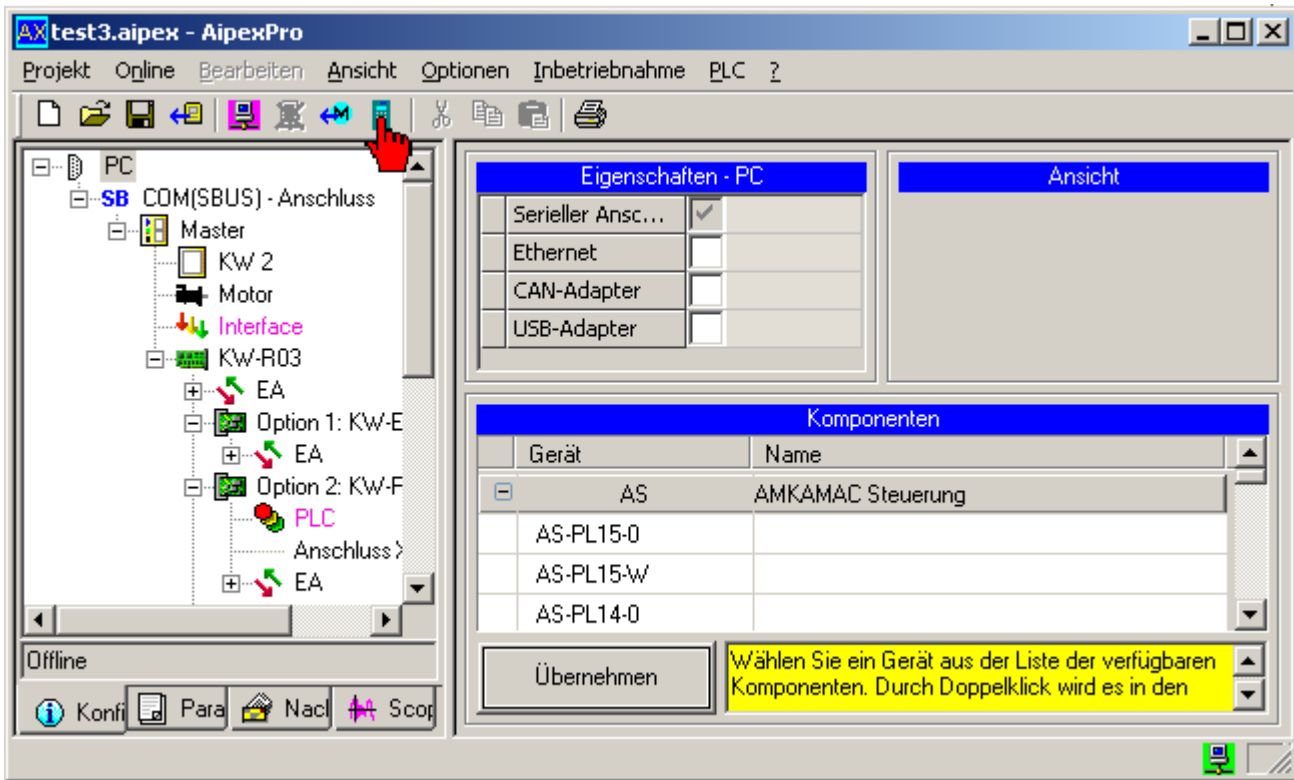 AX test3.aipex - AipexPro
Projekt Online Bearbeiten Ansicht Optionen Inbetriebnahme PLC ?
M
PC
SB COM(SBUS) - Anschluss
Master
KW 2
Motor
Interface
KW-R03
EA
Option 1: KW-E
EA
Option 2: KW-F
PLC
Anschluss X
EA
Offline
Konfi Para Nacl Scop
Eigenschaften - PC
Serieller Ansc...
Ethernet
CAN-Adapter
USB-Adapter
Ansicht
Komponenten
Gerät Name
AS AMKAMAC Steuerung
AS-PL15-0
AS-PL15-W
AS-PL14-0
Übernehmen
Wählen Sie ein Gerät aus der Liste der verfügbaren
Komponenten. Durch Doppelklick wird es in den